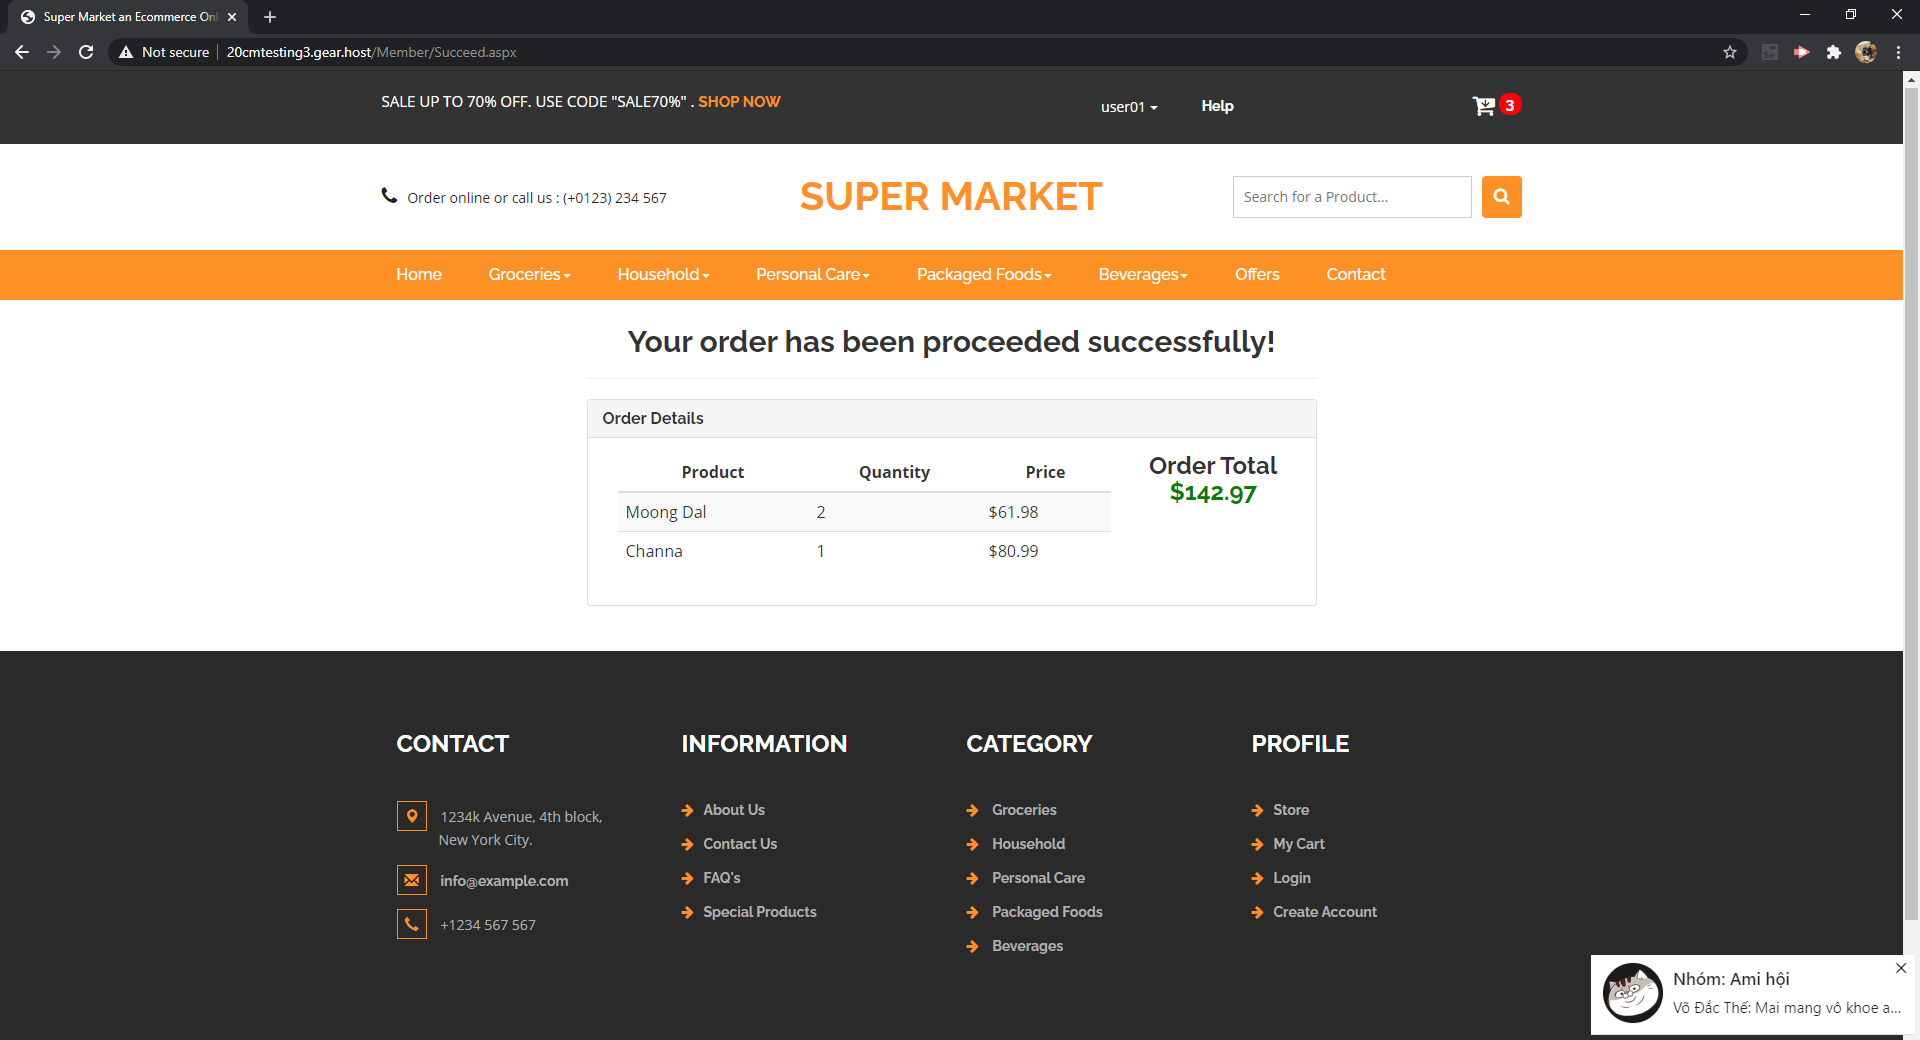 Super Market an Ecommerce Onl
Not secure
20cmtesting3.gear.host/Member/Succeed.aspx
SALE UP TO 70% OFF. USE CODE "SALE70%" . SHOP NOW
user01
Help
3
Order online or call us : (+0123) 234 567
SUPER MARKET
Search for a Product...
Home
Groceries
Household
Personal Care
Packaged Foods
Beverages
Offers
Contact
Your order has been proceeded successfully!
Order Details
Product Quantity Price
Moong Dal 2 $61.98
Channa 1 $80.99
Order Total
$142.97
CONTACT
1234k Avenue, 4th block,
New York City.
info@example.com
+1234 567 567
INFORMATION
About Us
Contact Us
FAQ's
Special Products
CATEGORY
Groceries
Household
Personal Care
Packaged Foods
Beverages
PROFILE
Store
My Cart
Login
Create Account
Nhóm: Ami hội
Võ Đắc Thế: Mai mang vô khoe a...